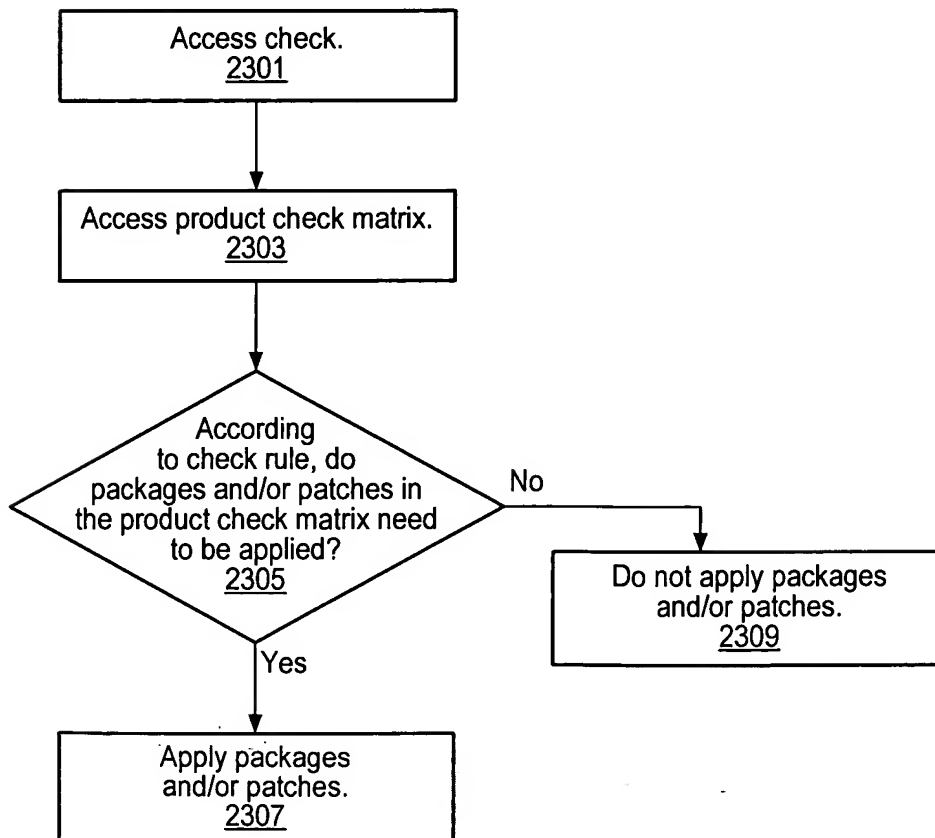 Access check.
2301
Access product check matrix.
2303
According
to check rule, do
packages and/or patches in
the product check matrix need
to be applied?
2305
No
Do not apply packages
and/or patches.
2309
Yes
Apply packages
and/or patches.
2307